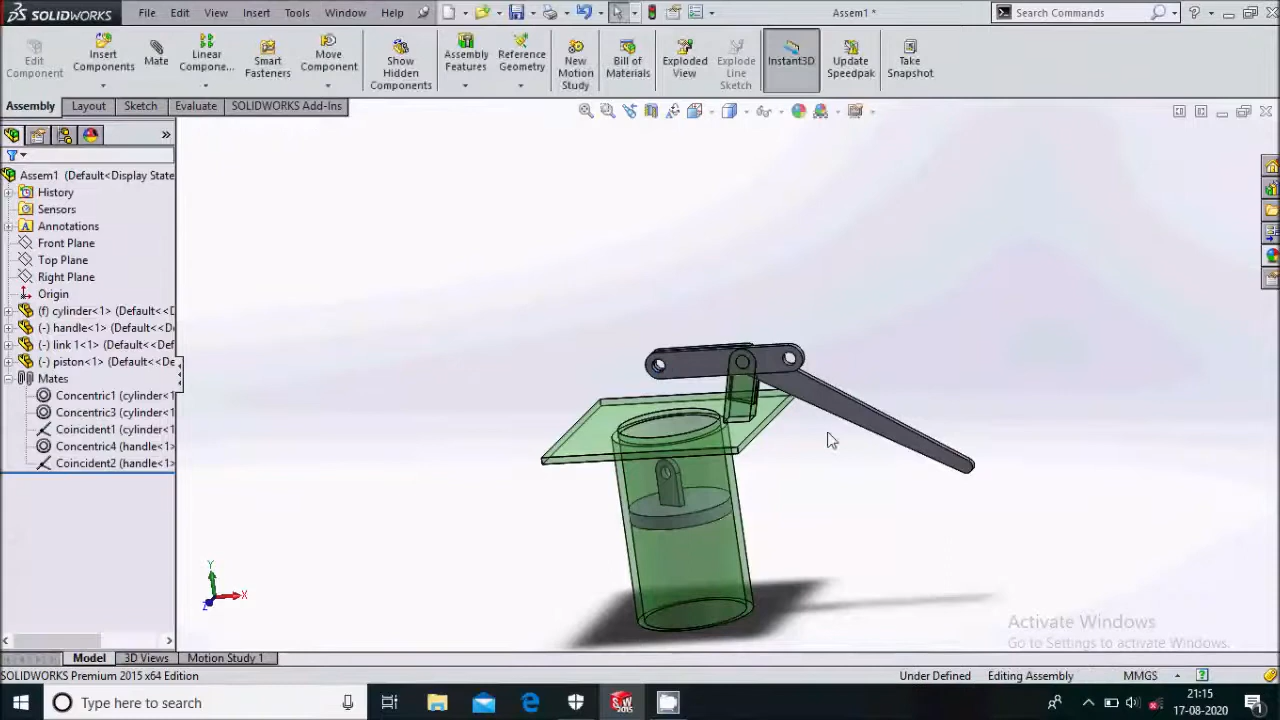 SOLIDWORKS File Edit View Insert Tools Window Help Assem1 * Search Commands
Edit Component
Insert Components
Mate
Linear Compone...
Smart Fasteners
Move Component
Show Hidden Components
Assembly Features
Reference Geometry
New Motion Study
Bill of Materials
Exploded View
Explode Line Sketch
Instant3D
Update Speedpak
Take Snapshot
Assembly Layout Sketch Evaluate SOLIDWORKS Add-Ins
Assem1 (Default<Display State
History
Sensors
Annotations
Front Plane
Top Plane
Right Plane
Origin
(f) cylinder<1> (Default<<D
(-) handle<1> (Default<<D
(-) link 1<1> (Default<<Def
(-) piston<1> (Default<<De
Mates
Concentric1 (cylinder<1
Concentric3 (cylinder<1
Coincident1 (cylinder<1
Concentric4 (handle<1>
Coincident2 (handle<1>
Y
X
Z
Activate Windows
Go to Settings to activate Windows.
Model 3D Views Motion Study 1
SOLIDWORKS Premium 2015 x64 Edition Under Defined Editing Assembly MMGS
Type here to search
21:15
17-08-2020